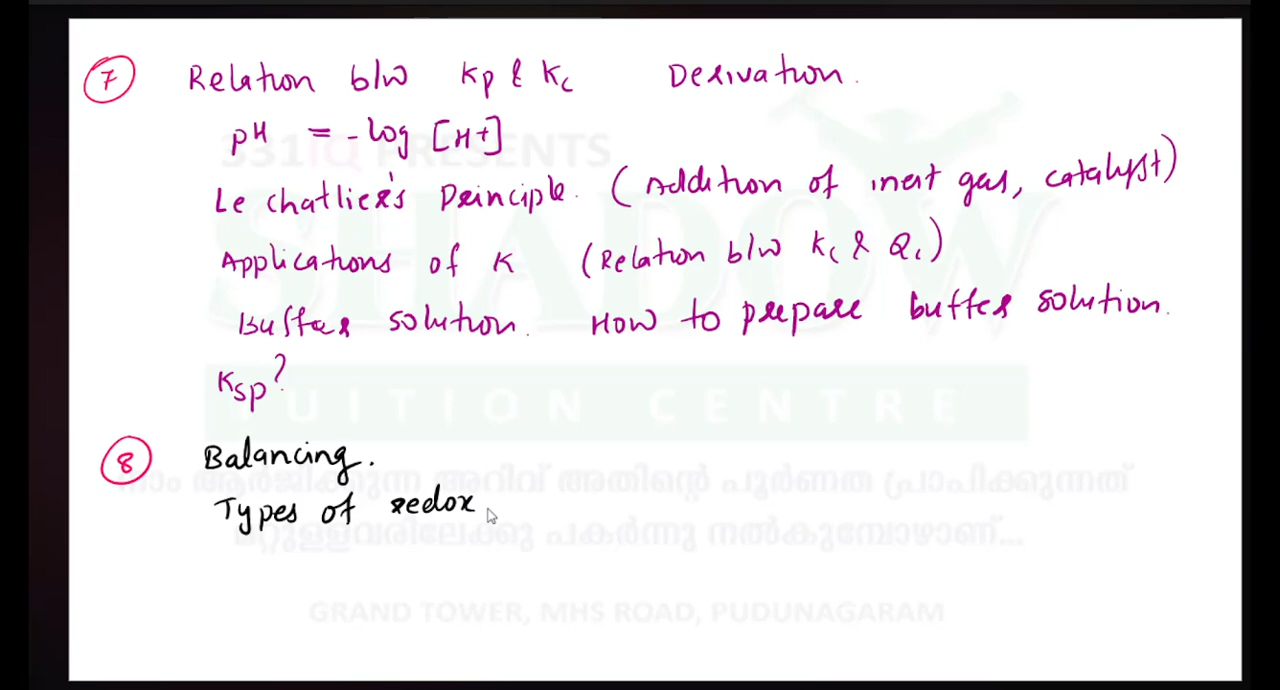 7 Relation b/w Kp & Kc Derivation.
pH = -log [H+]
331IQ PRESENTS
Le chatlier's Principle. (Addition of inert gas, catalyst)
SHADOW
Applications of K (Relation b/w Kc & Qc)
Buffer solution. How to prepare buffer solution.
Ksp?
TUITION CENTRE
8 Balancing.
Types of redox
GRAND TOWER, MHS ROAD, PUDUNAGARAM